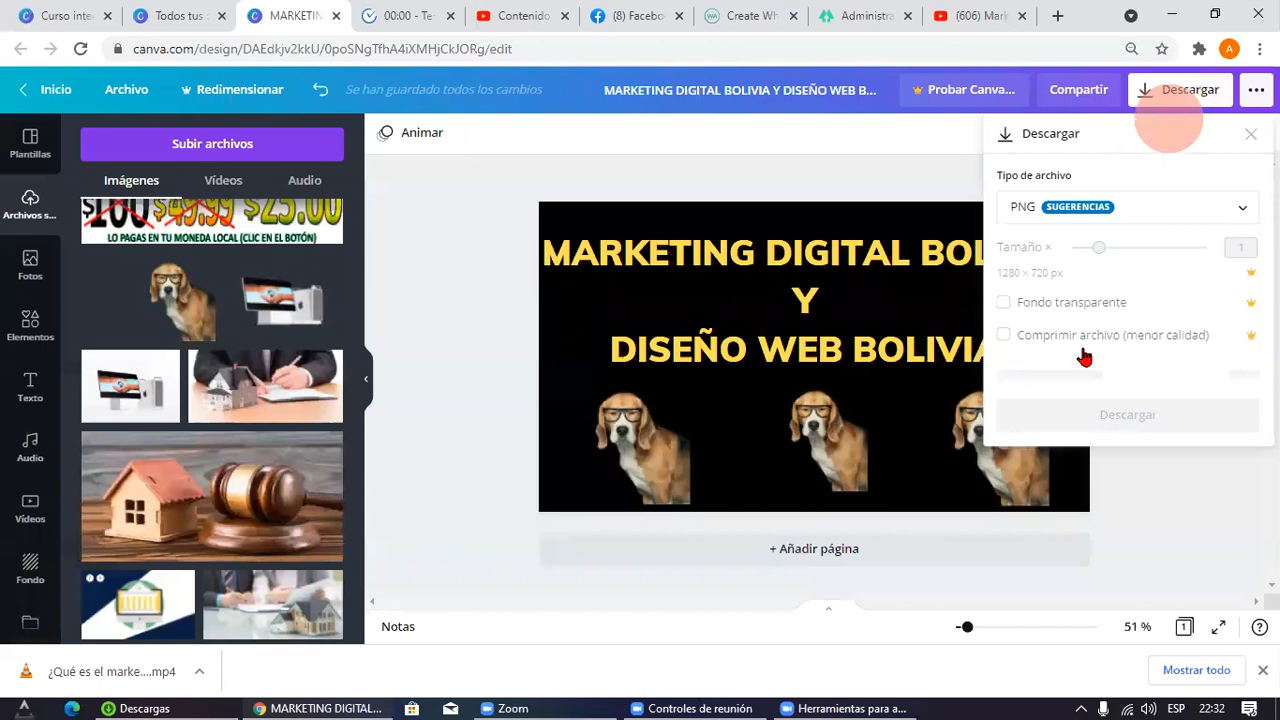 Curso inte
Todos tus
MARKETIN
00:00 - Te
Contenido
(8) Facebo
Create Wh
Administra
(606) Mark
canva.com/design/DAEdkjv2kkU/0poSNgTfhA4iXMHjCkJORg/edit
A
Inicio
Archivo
Redimensionar
Se han guardado todos los cambios
MARKETING DIGITAL BOLIVIA Y DISEÑO WEB B...
Probar Canva...
Compartir
Descargar
Plantillas
Archivos s...
Fotos
Elementos
Texto
Audio
Vídeos
Fondo
Subir archivos
Imágenes
Vídeos
Audio
$100 $49.99 $25.00
LO PAGAS EN TU MONEDA LOCAL (CLIC EN EL BOTÓN)
Animar
MARKETING DIGITAL BOL
Y
DISEÑO WEB BOLIVIA
+ Añadir página
Descargar
Tipo de archivo
PNG SUGERENCIAS
Tamaño ×
1
1280 × 720 px
Fondo transparente
Comprimir archivo (menor calidad)
Descargar
Notas
51 %
1
¿Qué es el marke....mp4
Mostrar todo
Descargas
MARKETING DIGITAL...
Zoom
Controles de reunión
Herramientas para a...
ESP
22:32